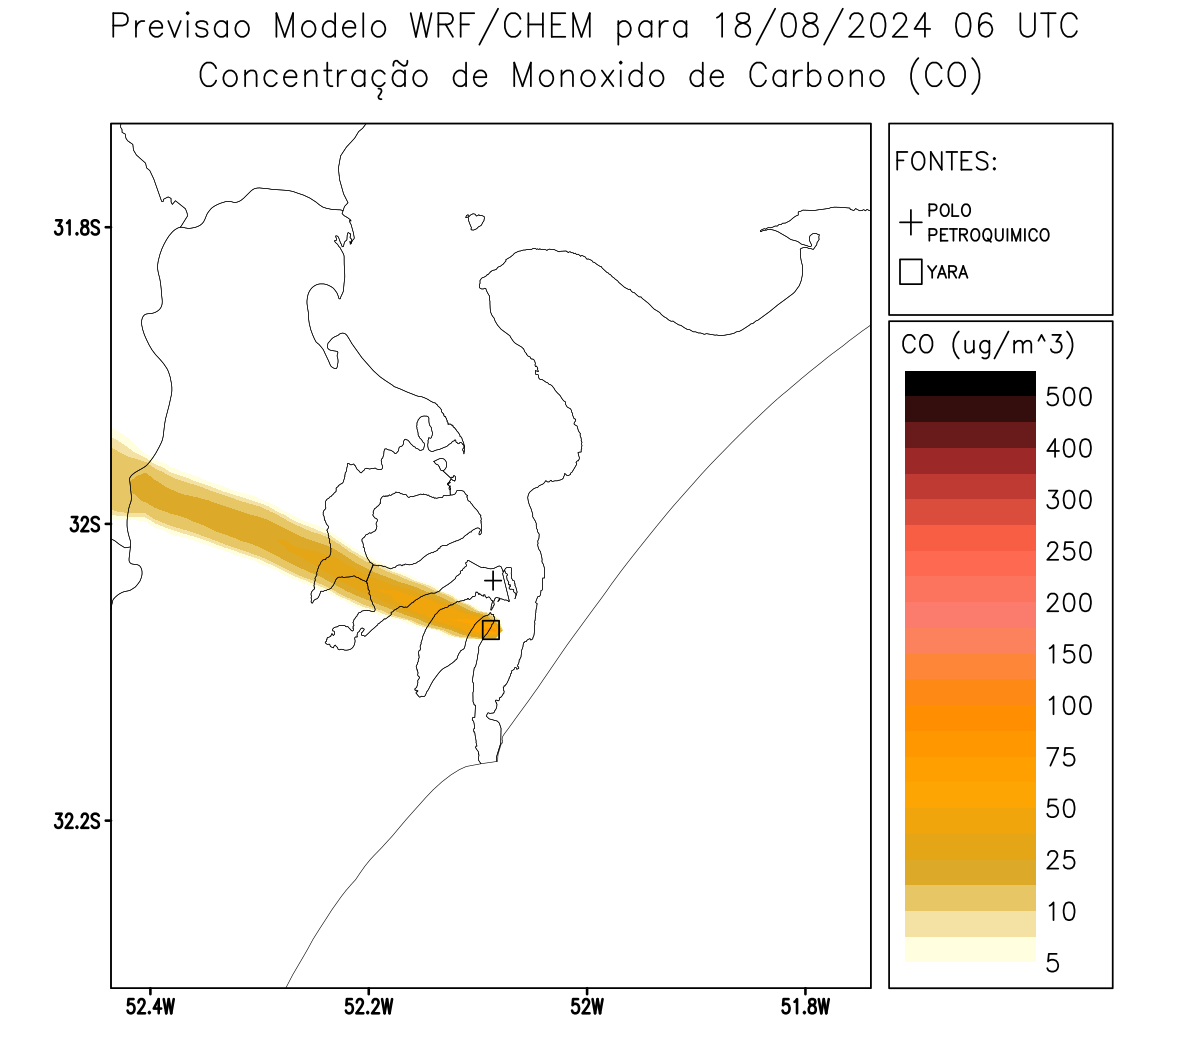 Previsao Modelo WRF/CHEM para 18/08/2024 06 UTC
Concentração de Monoxido de Carbono (CO)
FONTES:
POLO
PETROQUIMICO
YARA
CO (ug/m^3)
500
400
300
250
200
150
100
75
50
25
10
5
31.8S
32S
32.2S
52.4W
52.2W
52W
51.8W